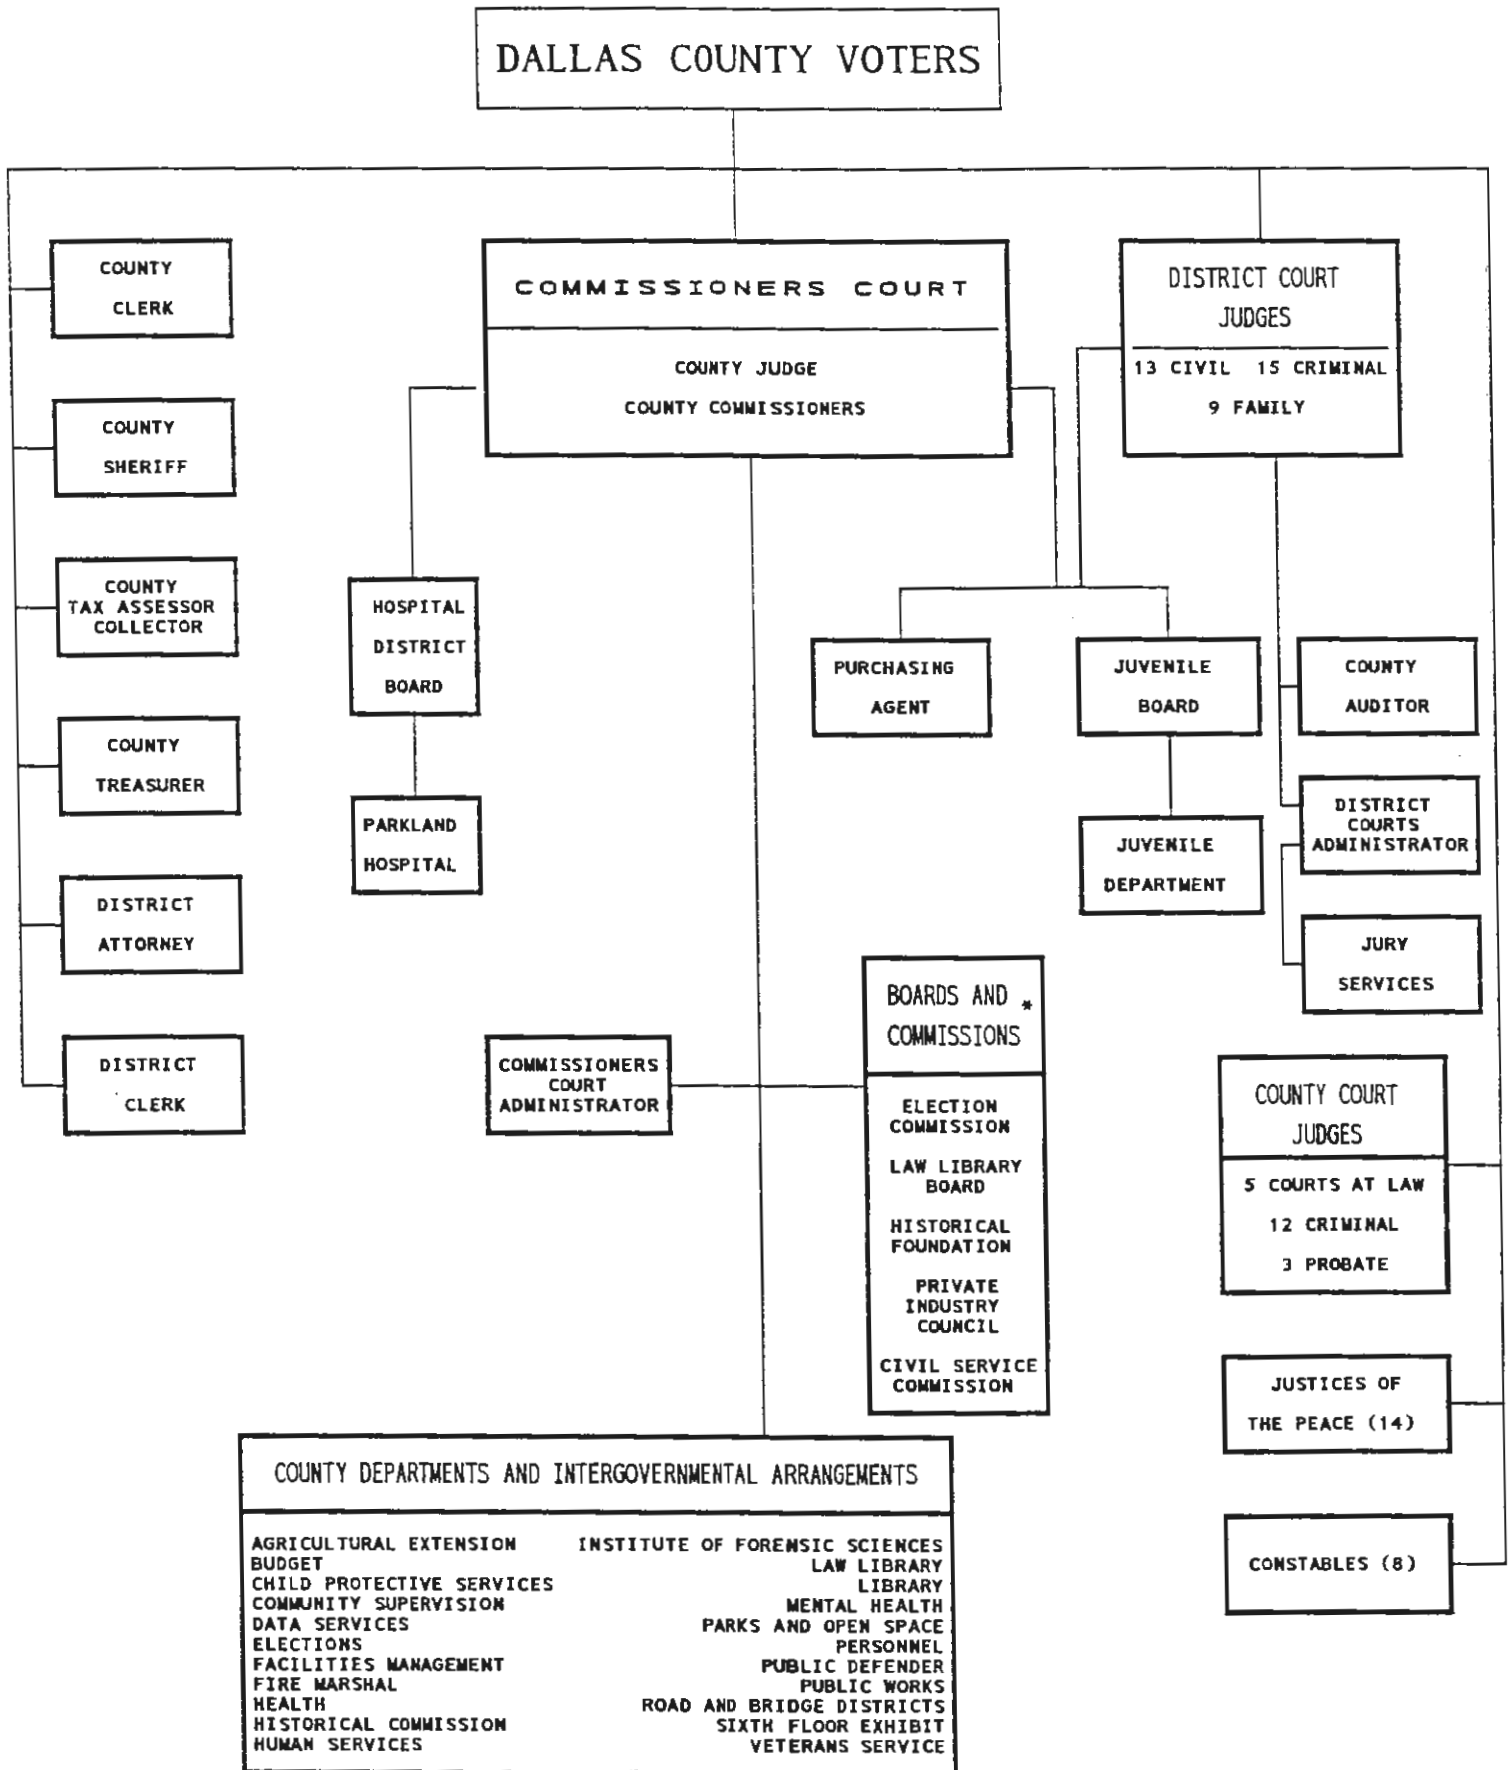 DALLAS COUNTY VOTERS
COUNTY
CLERK
COUNTY
SHERIFF
COUNTY
TAX ASSESSOR
COLLECTOR
COUNTY
TREASURER
DISTRICT
ATTORNEY
DISTRICT
CLERK
COMMISSIONERS COURT
COUNTY JUDGE
COUNTY COMMISSIONERS
HOSPITAL
DISTRICT
BOARD
PARKLAND
HOSPITAL
DISTRICT COURT
JUDGES
13 CIVIL 15 CRIMINAL
9 FAMILY
PURCHASING
AGENT
JUVENILE
BOARD
JUVENILE
DEPARTMENT
COUNTY
AUDITOR
DISTRICT
COURTS
ADMINISTRATOR
JURY
SERVICES
COMMISSIONERS
COURT
ADMINISTRATOR
BOARDS AND *
COMMISSIONS
ELECTION
COMMISSION
LAW LIBRARY
BOARD
HISTORICAL
FOUNDATION
PRIVATE
INDUSTRY
COUNCIL
CIVIL SERVICE
COMMISSION
COUNTY COURT
JUDGES
5 COURTS AT LAW
12 CRIMINAL
3 PROBATE
JUSTICES OF
THE PEACE (14)
CONSTABLES (8)
COUNTY DEPARTMENTS AND INTERGOVERNMENTAL ARRANGEMENTS
AGRICULTURAL EXTENSION
BUDGET
CHILD PROTECTIVE SERVICES
COMMUNITY SUPERVISION
DATA SERVICES
ELECTIONS
FACILITIES MANAGEMENT
FIRE MARSHAL
HEALTH
HISTORICAL COMMISSION
HUMAN SERVICES
INSTITUTE OF FORENSIC SCIENCES
LAW LIBRARY
LIBRARY
MENTAL HEALTH
PARKS AND OPEN SPACE
PERSONNEL
PUBLIC DEFENDER
PUBLIC WORKS
ROAD AND BRIDGE DISTRICTS
SIXTH FLOOR EXHIBIT
VETERANS SERVICE